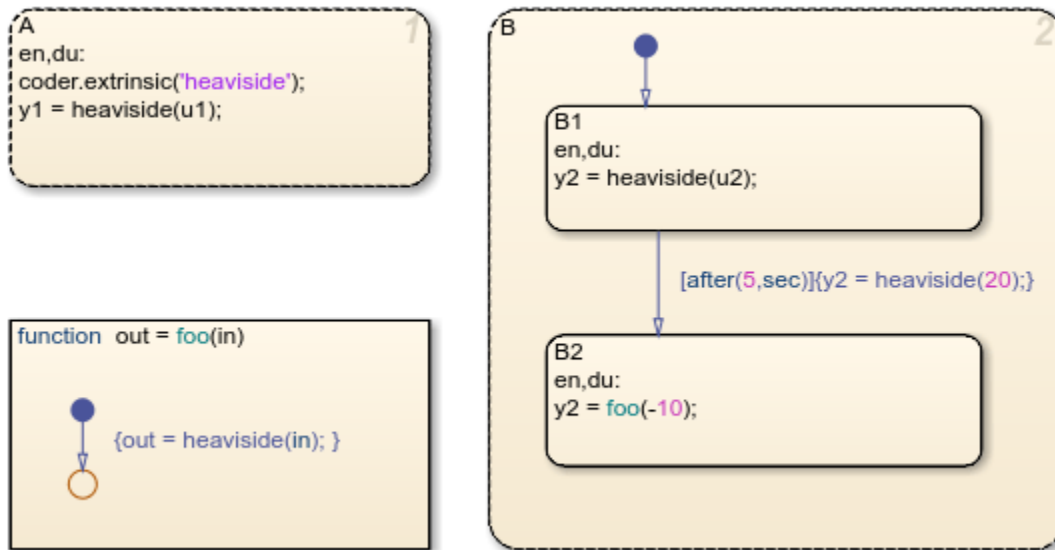 A
1
en,du:
coder.extrinsic('heaviside');
y1 = heaviside(u1);
function out = foo(in)
{out = heaviside(in); }
B
2
B1
en,du:
y2 = heaviside(u2);
[after(5,sec)]{y2 = heaviside(20);}
B2
en,du:
y2 = foo(-10);